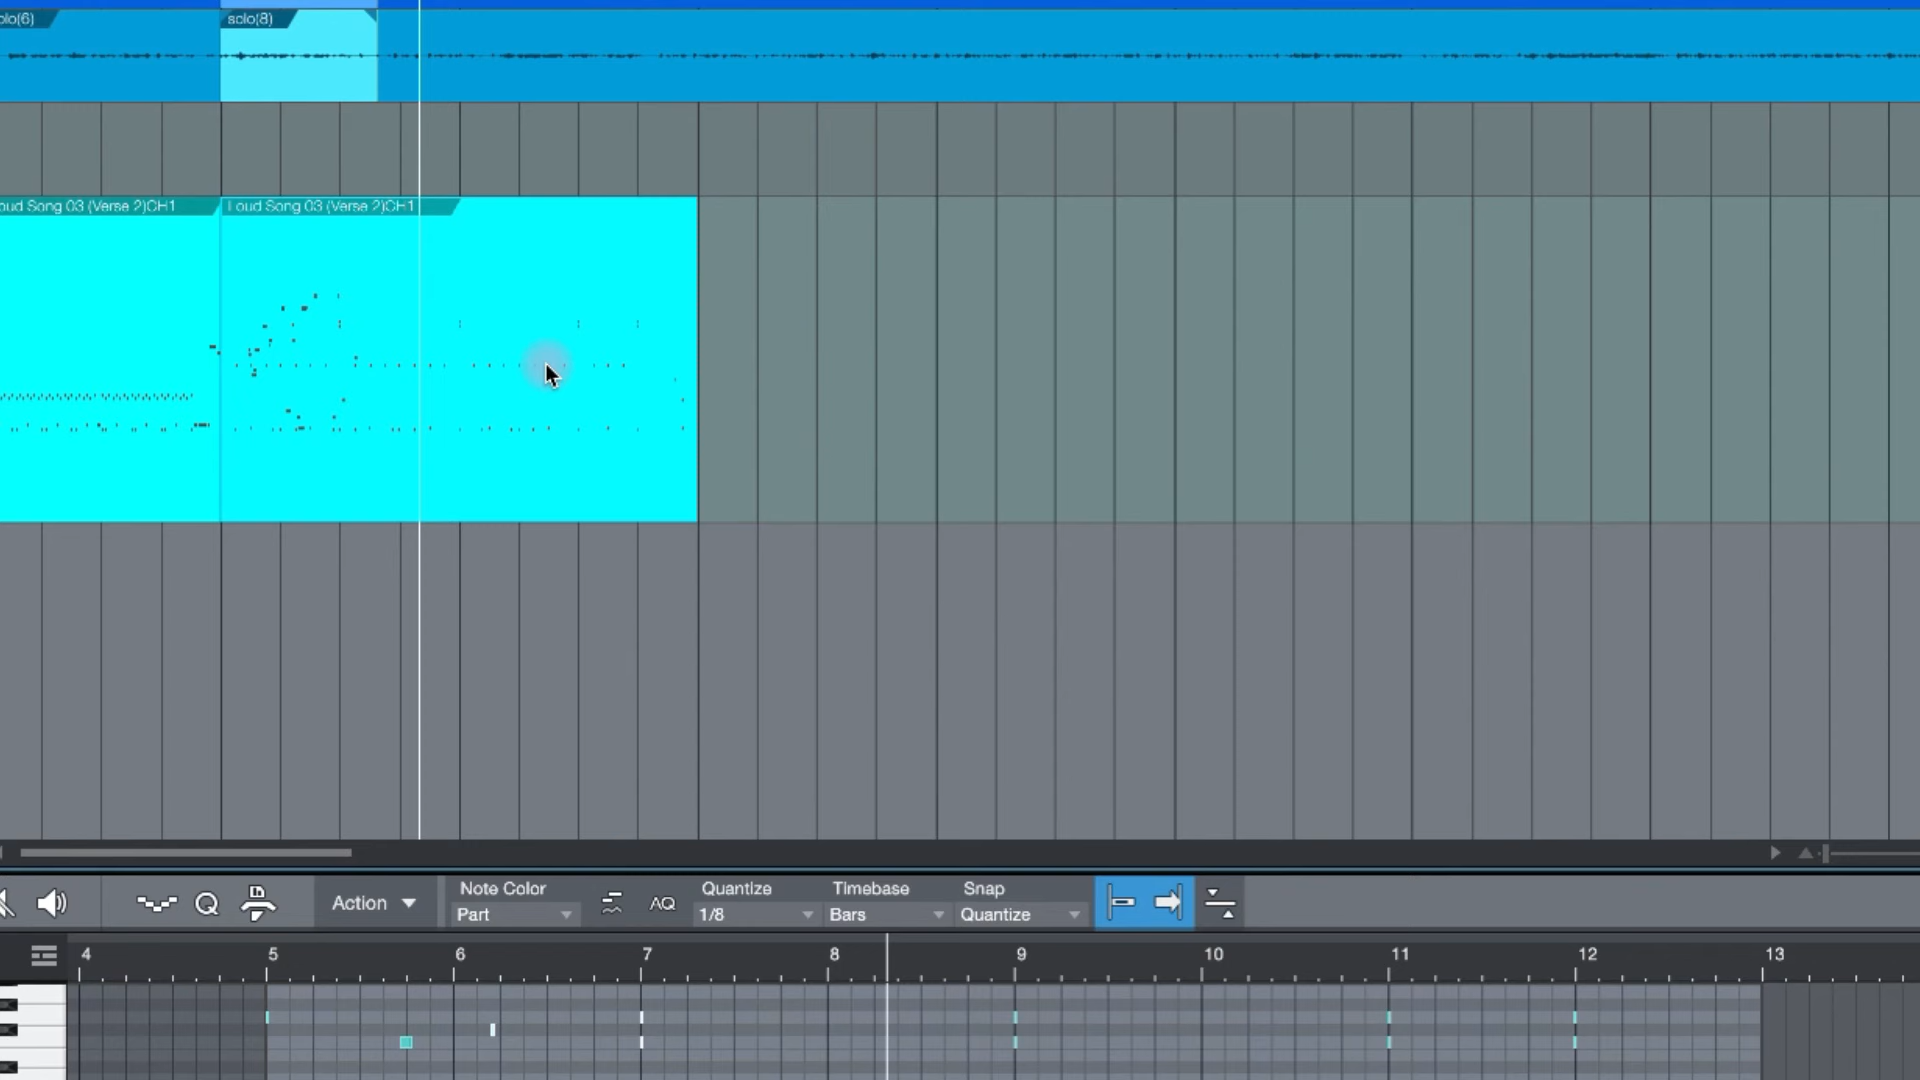 olo(6)
solo(8)
oud Song 03 (Verse 2)CH1
Loud Song 03 (Verse 2)CH1
Action
Note Color
Part
Q
AQ
Quantize
1/8
Timebase
Bars
Snap
Quantize
4 5 6 7 8 9 10 11 12 13